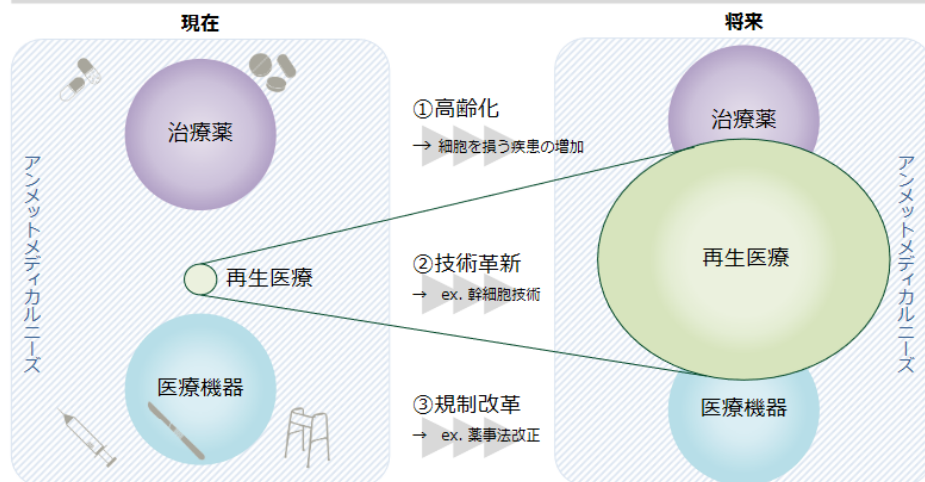 現在
将来
治療薬
①高齢化
→ 細胞を損う疾患の増加
治療薬
アンメットメディカルニーズ
再生医療
②技術革新
→ ex. 幹細胞技術
再生医療
アンメットメディカルニーズ
医療機器
③規制改革
→ ex. 薬事法改正
医療機器